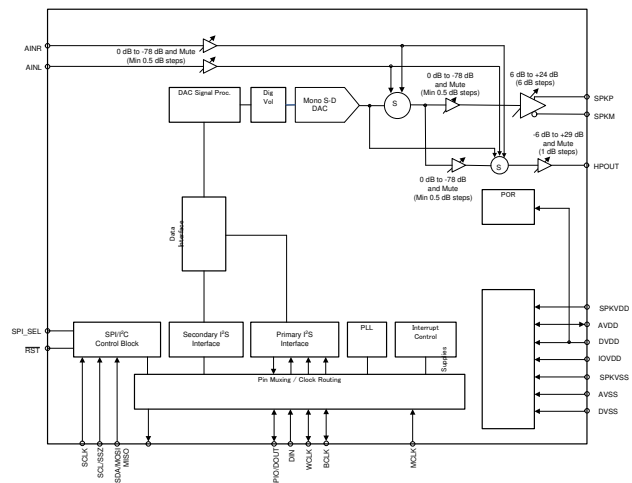 AINR
AINL
0 dB to -78 dB and Mute
(Min 0.5 dB steps)
DAC Signal Proc.
Dig
Vol
Mono S-D
DAC
S
0 dB to -78 dB
and Mute
(Min 0.5 dB steps)
6 dB to +24 dB
(6 dB steps)
SPKP
SPKM
-6 dB to +29 dB
and Mute
(1 dB steps)
S
HPOUT
0 dB to -78 dB
and Mute
(Min 0.5 dB steps)
POR
Data
Interface
SPI_SEL
RST
SPI/I²C
Control Block
Secondary I²S
Interface
Primary I²S
Interface
PLL
Interrupt
Control
Supplies
SPKVDD
AVDD
DVDD
IOVDD
SPKVSS
AVSS
DVSS
Pin Muxing / Clock Routing
SCLK
SCL/SSZ
SDA/MOSI
MISO
PIO/DOUT
DIN
WCLK
BCLK
MCLK